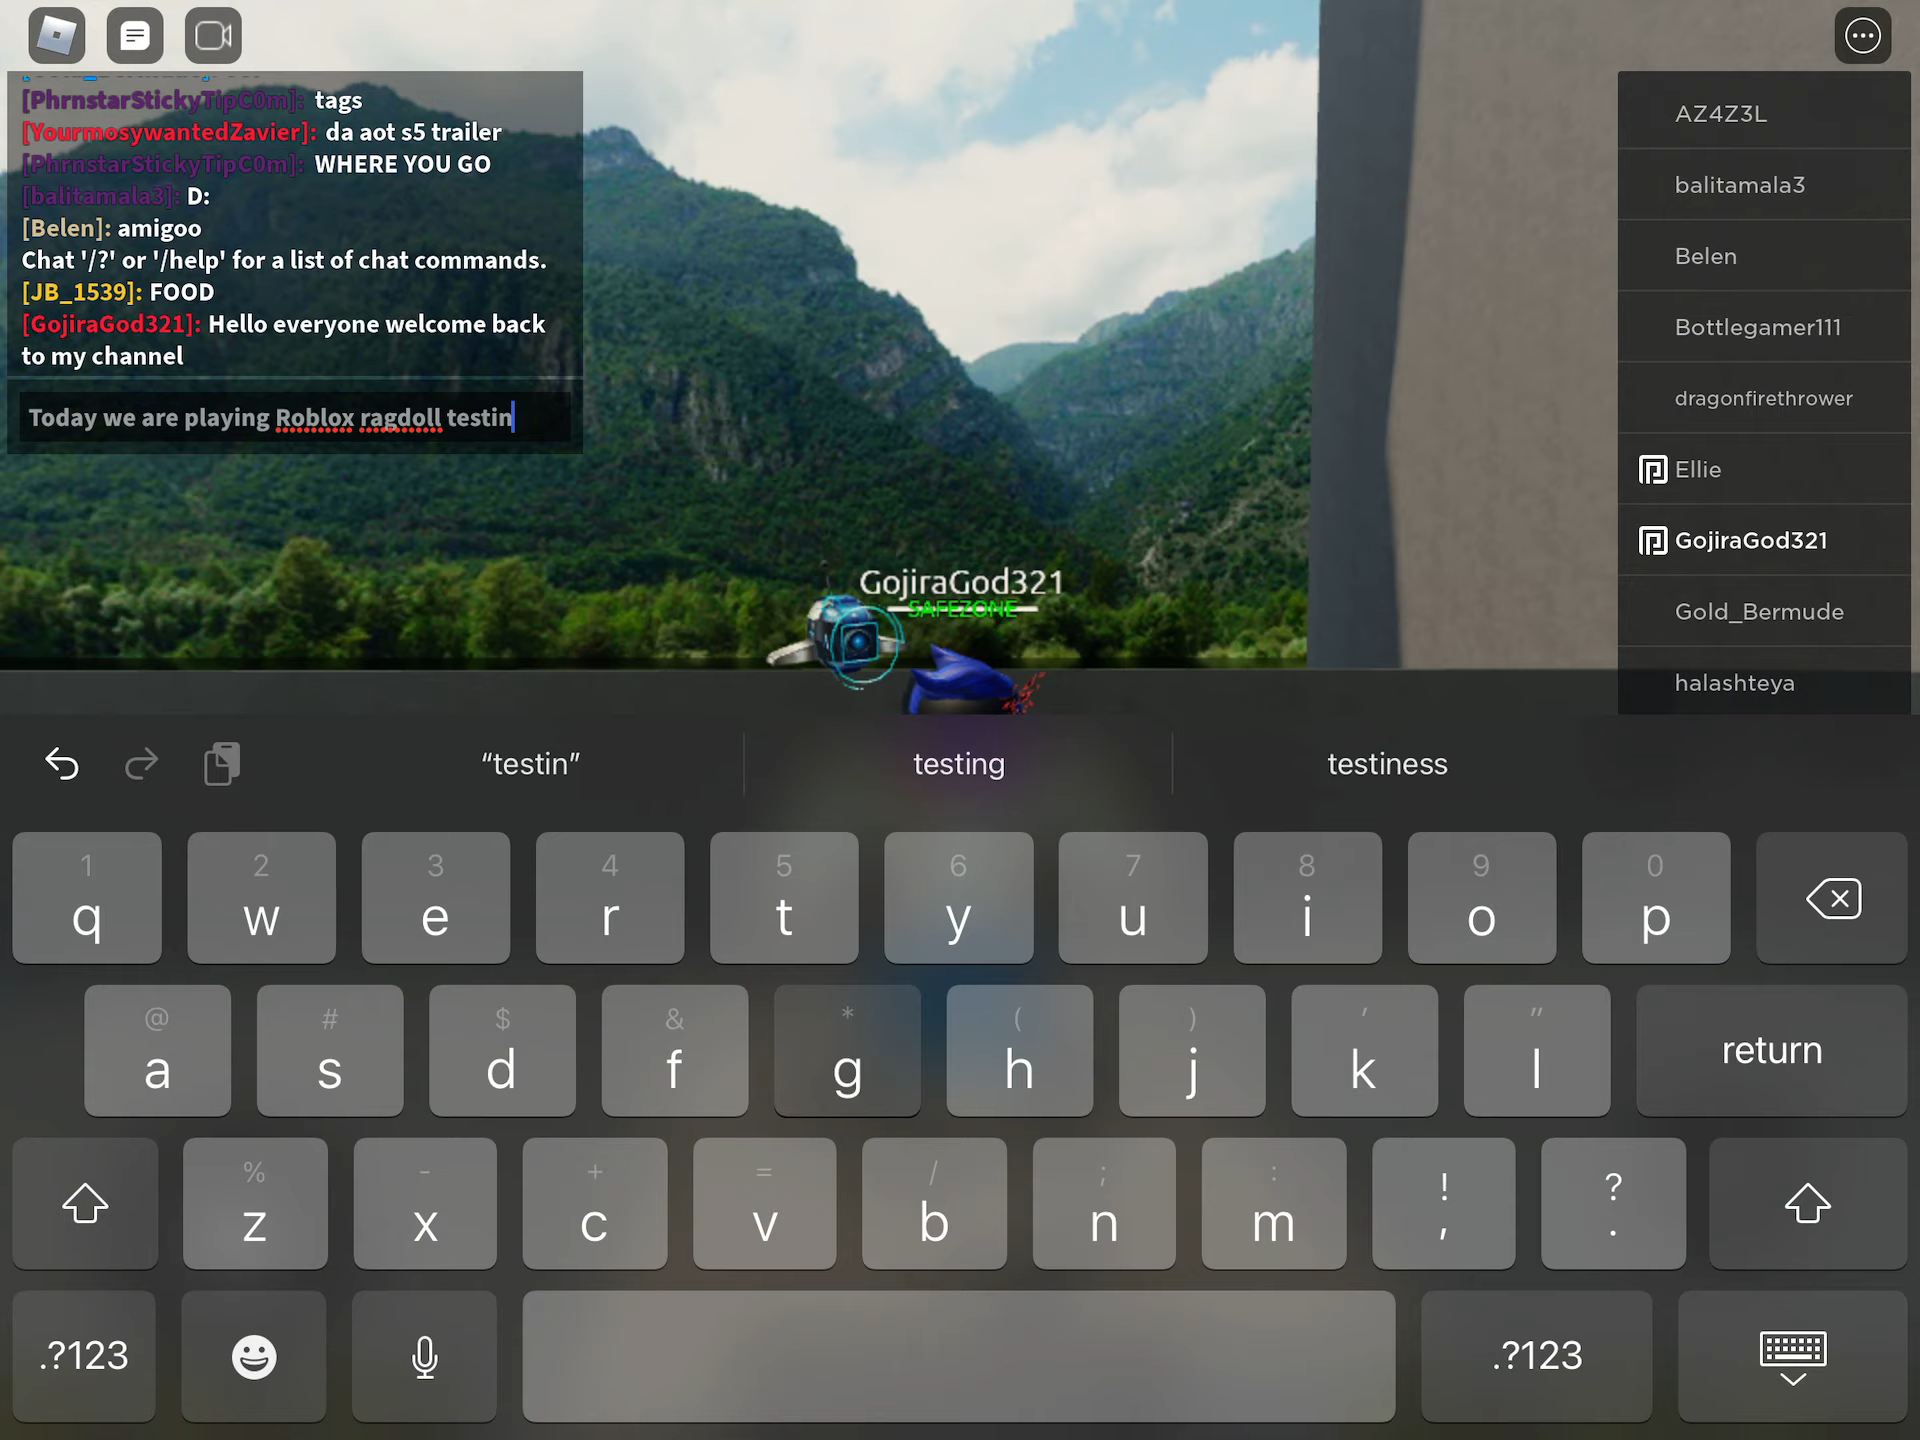 [PhrnstarStickyTipC0m]: tags
[YourmosywantedZavier]: da aot s5 trailer
[PhrnstarStickyTipC0m]: WHERE YOU GO
[balitamala3]: D:
[Belen]: amigoo
Chat '/?' or '/help' for a list of chat commands.
[JB_1539]: FOOD
[GojiraGod321]: Hello everyone welcome back
to my channel
Today we are playing Roblox ragdoll testin
AZ4Z3L
balitamala3
Belen
Bottlegamer111
dragonfirethrower
Ellie
GojiraGod321
Gold_Bermude
halashteya
GojiraGod321
SAFEZONE
“testin” testing testiness
1 2 3 4 5 6 7 8 9 0
q w e r t y u i o p
@ # $ & * ( ) ' "
a s d f g h j k l return
% - + = / ; : ! ?
z x c v b n m , .
.?123 .?123